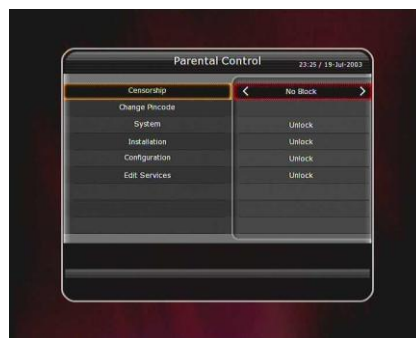 Parental Control
23:25 / 19-Jul-2003
Censorship No Block
Change Pincode
System Unlock
Installation Unlock
Configuration Unlock
Edit Services Unlock